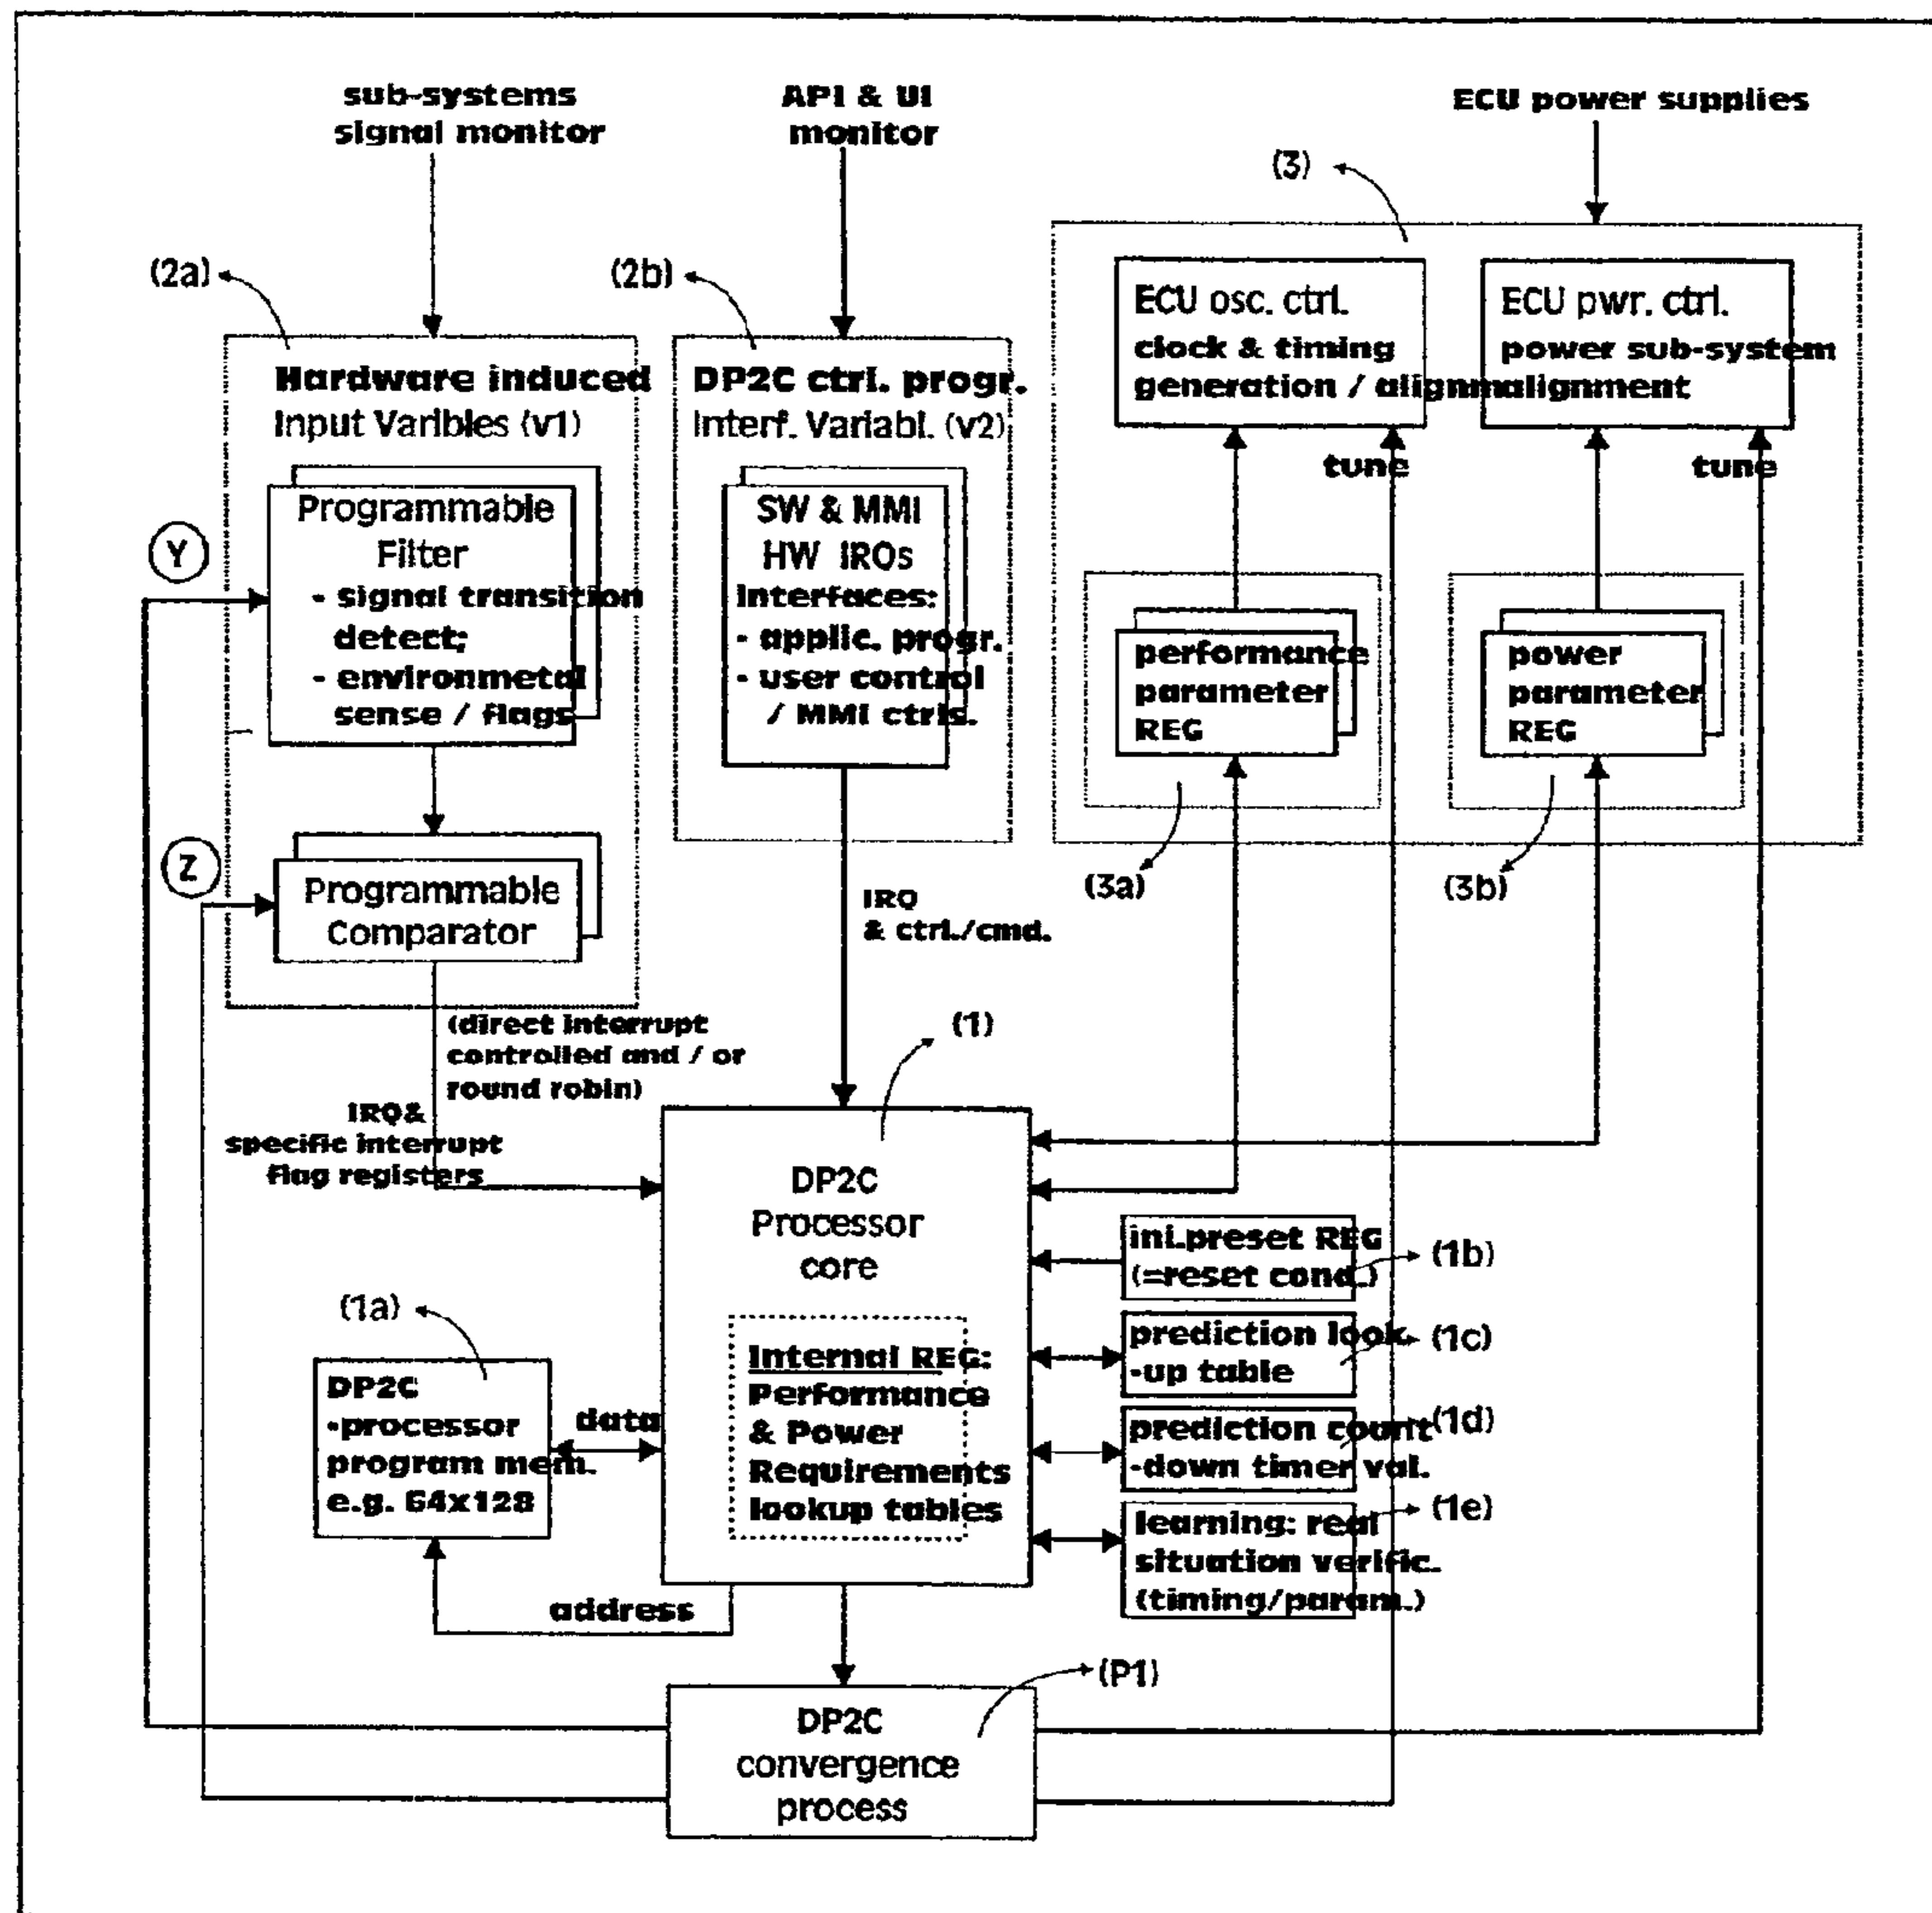 sub-systems
signal monitor
API & UI
monitor
ECU power supplies
(3)
(2a)
(2b)
Hardware induced
Input Varibles (v1)
DP2C ctrl. progr.
Interf. Variabl. (v2)
ECU osc. ctrl.
clock & timing
generation / alignm
ECU pwr. ctrl.
power sub-system
alignment
tune
tune
Y
Programmable
Filter
- signal transition
detect;
- environmetal
sense / flags
SW & MMI
HW IRQs
Interfaces:
- applic. progr.
- user control
/ MMI ctrls.
performance
parameter
REG
power
parameter
REG
(3a)
(3b)
Z
Programmable
Comparator
IRQ
& ctrl./cmd.
(direct interrupt
controlled and / or
round robin)
IRQ&
specific interrupt
flag registers
(1)
DP2C
Processor
core
Internal REG:
Performance
& Power
Requirements
lookup tables
(1a)
DP2C
-processor
program mem.
e.g. 64x128
data
address
ini.preset REG
(=reset cond.)
(1b)
prediction look
-up table
(1c)
prediction count
-down timer val.
(1d)
learning: real
situation verific.
(timing/param.)
(1e)
(P1)
DP2C
convergence
process